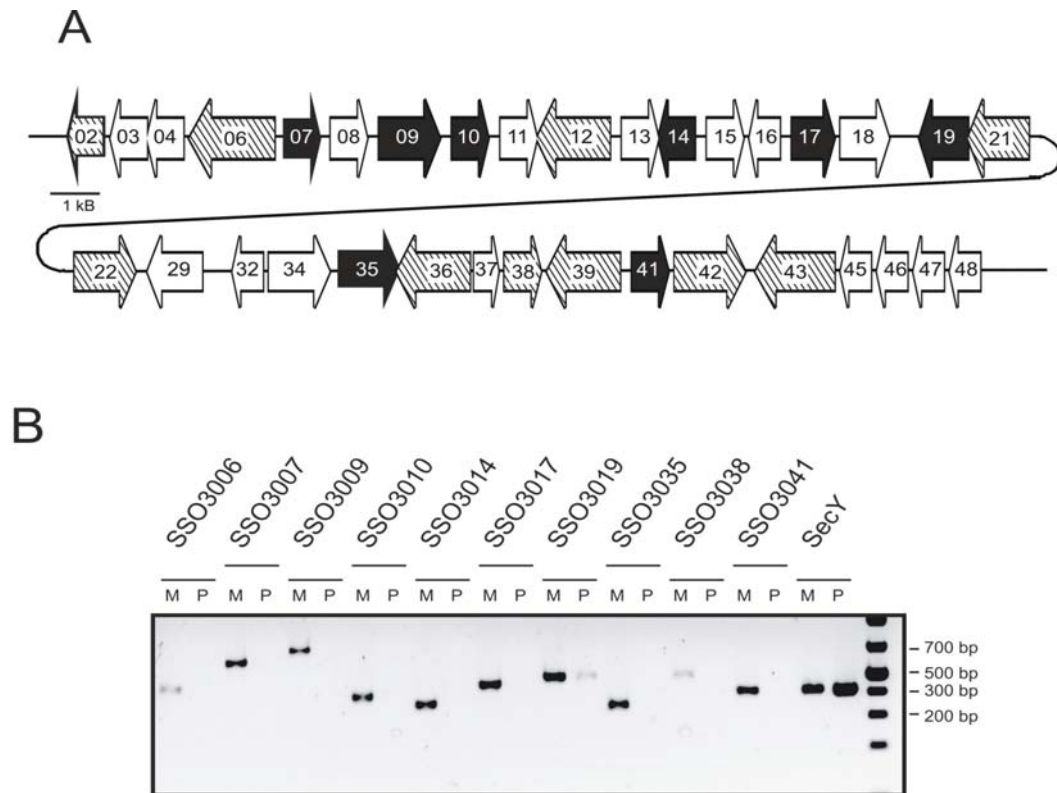 A
02 03 04 06 07 08 09 10 11 12 13 14 15 16 17 18 19 21
1 kB
22 29 32 34 35 36 37 38 39 41 42 43 45 46 47 48
B
SSO3006 SSO3007 SSO3009 SSO3010 SSO3014 SSO3017 SSO3019 SSO3035 SSO3038 SSO3041 SecY
M P M P M P M P M P M P M P M P M P M P M P
700 bp
500 bp
300 bp
200 bp